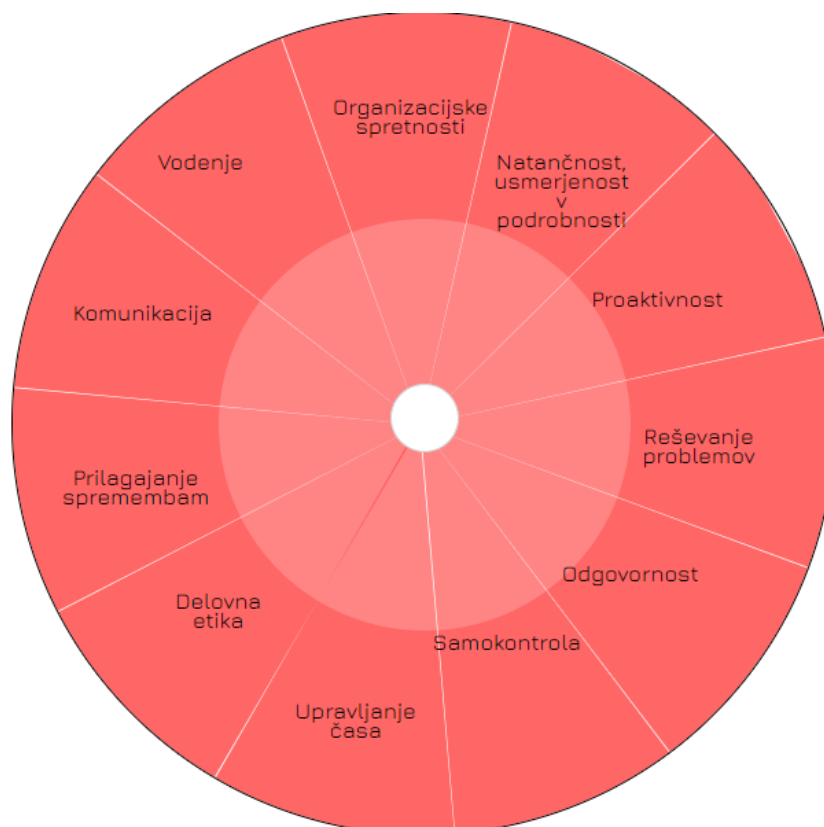 Organizacijske
spretnosti
Natančnost,
usmerjenost
v
podrobnosti
Proaktivnost
Reševanje
problemov
Odgovornost
Samokontrola
Upravljanje
časa
Delovna
etika
Prilagajanje
spremembam
Komunikacija
Vodenje